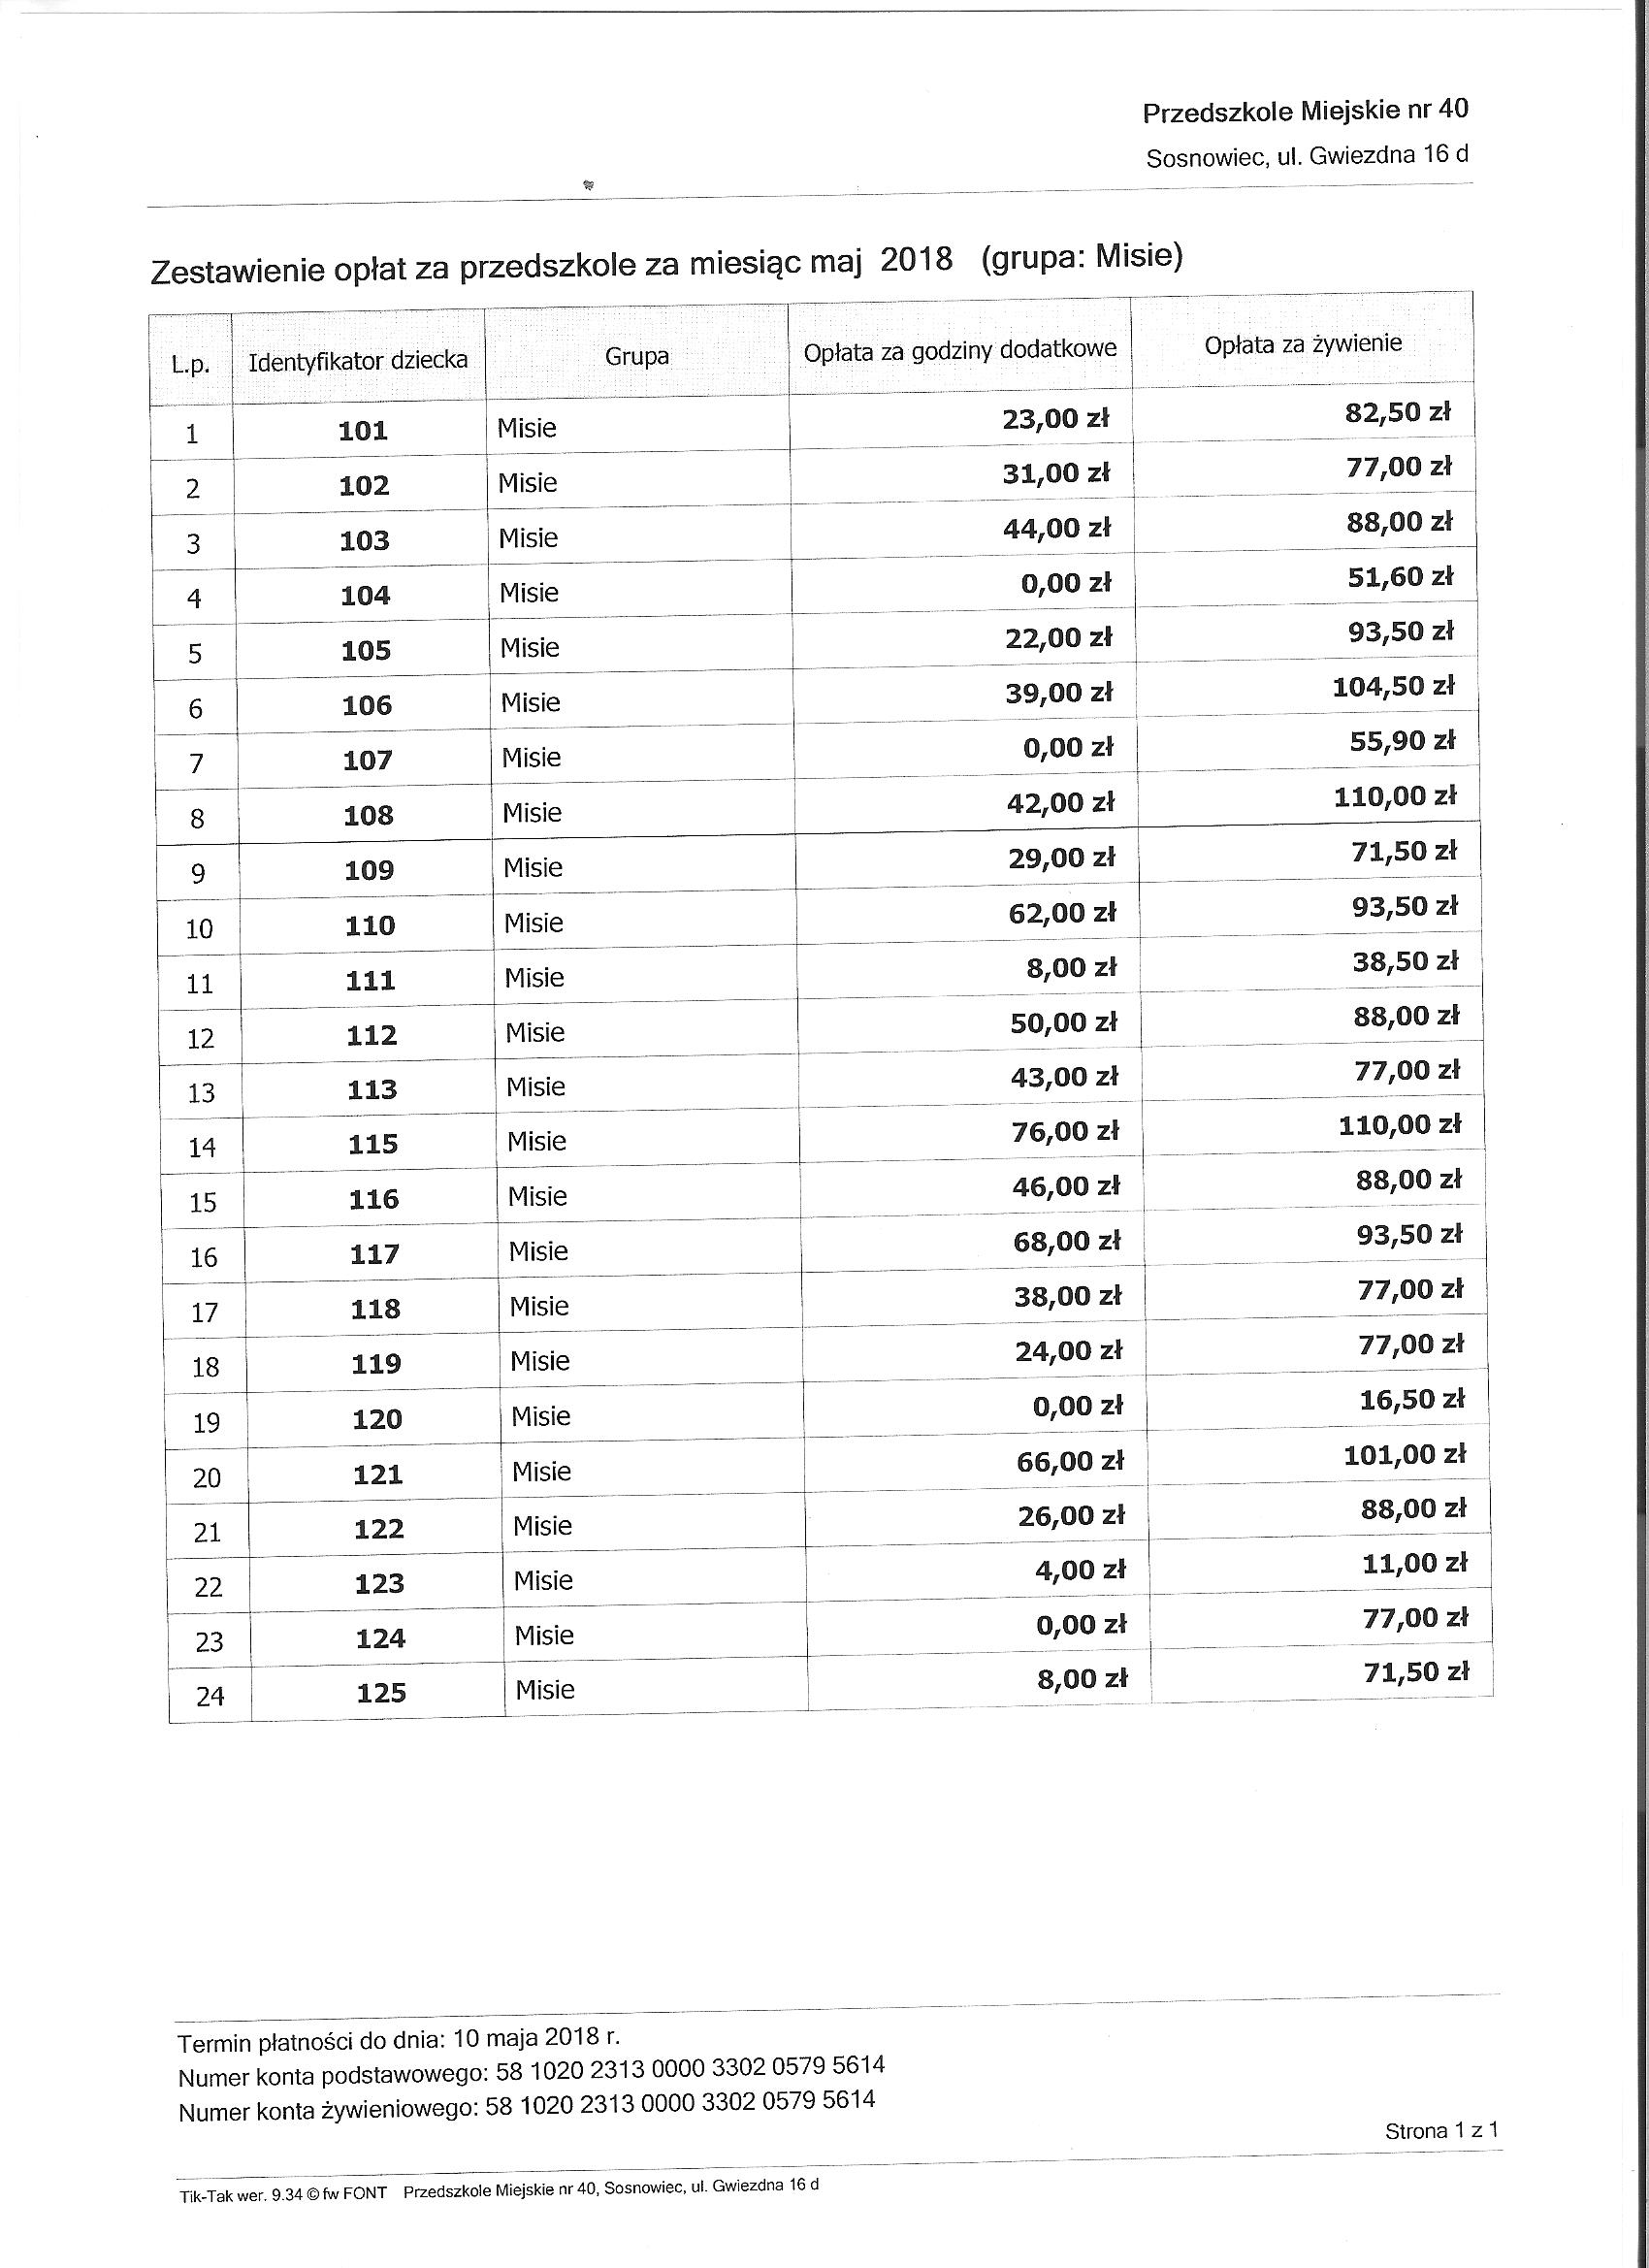 Przedszkole Miejskie nr 40
Sosnowiec, ul. Gwiezdna 16 d
Zestawienie opłat za przedszkole za miesiąc maj 2018 (grupa: Misie)
L.p. Identyfikator dziecka Grupa Opłata za godziny dodatkowe Opłata za żywienie
1 101 Misie 23,00 zł 82,50 zł
2 102 Misie 31,00 zł 77,00 zł
3 103 Misie 44,00 zł 88,00 zł
4 104 Misie 0,00 zł 51,60 zł
5 105 Misie 22,00 zł 93,50 zł
6 106 Misie 39,00 zł 104,50 zł
7 107 Misie 0,00 zł 55,90 zł
8 108 Misie 42,00 zł 110,00 zł
9 109 Misie 29,00 zł 71,50 zł
10 110 Misie 62,00 zł 93,50 zł
11 111 Misie 8,00 zł 38,50 zł
12 112 Misie 50,00 zł 88,00 zł
13 113 Misie 43,00 zł 77,00 zł
14 115 Misie 76,00 zł 110,00 zł
15 116 Misie 46,00 zł 88,00 zł
16 117 Misie 68,00 zł 93,50 zł
17 118 Misie 38,00 zł 77,00 zł
18 119 Misie 24,00 zł 77,00 zł
19 120 Misie 0,00 zł 16,50 zł
20 121 Misie 66,00 zł 101,00 zł
21 122 Misie 26,00 zł 88,00 zł
22 123 Misie 4,00 zł 11,00 zł
23 124 Misie 0,00 zł 77,00 zł
24 125 Misie 8,00 zł 71,50 zł
Termin płatności do dnia: 10 maja 2018 r.
Numer konta podstawowego: 58 1020 2313 0000 3302 0579 5614
Numer konta żywieniowego: 58 1020 2313 0000 3302 0579 5614
Strona 1 z 1
Tik-Tak wer. 9.34 © fw FONT Przedszkole Miejskie nr 40, Sosnowiec, ul. Gwiezdna 16 d